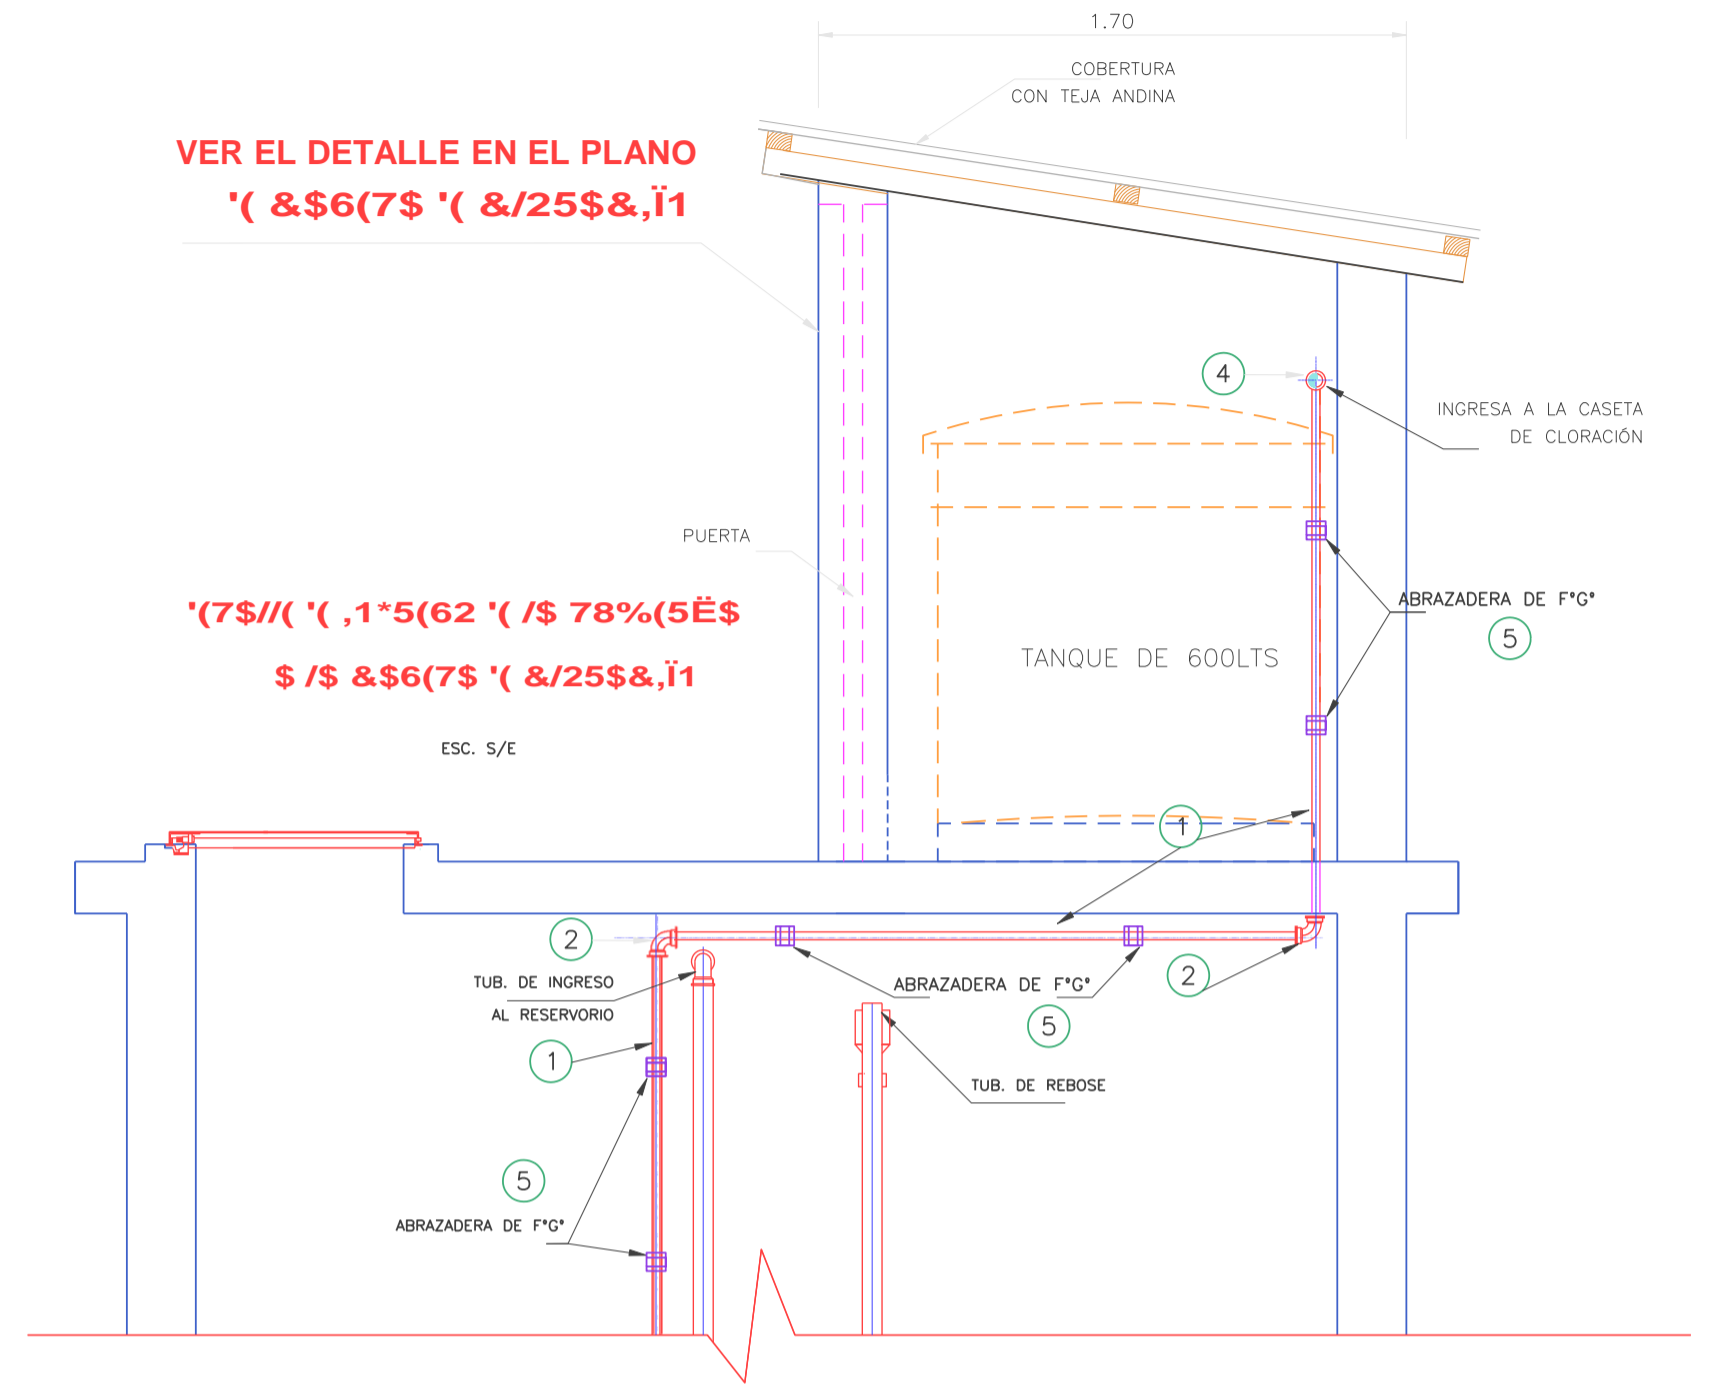 1.70
COBERTURA
CON TEJA ANDINA
VER EL DETALLE EN EL PLANO
'( &$6(7$ '( &/25$&,Ï1
4
INGRESA A LA CASETA
DE CLORACIÓN
PUERTA
ABRAZADERA DE F°G°
5
'(7$//( '( ,1*5(62 '( /$ 78%(5Ë$
$ /$ &$6(7$ '( &/25$&,Ï1
TANQUE DE 600LTS
ESC. S/E
1
2
TUB. DE INGRESO
AL RESERVORIO
ABRAZADERA DE F°G°
2
5
1
TUB. DE REBOSE
5
ABRAZADERA DE F°G°